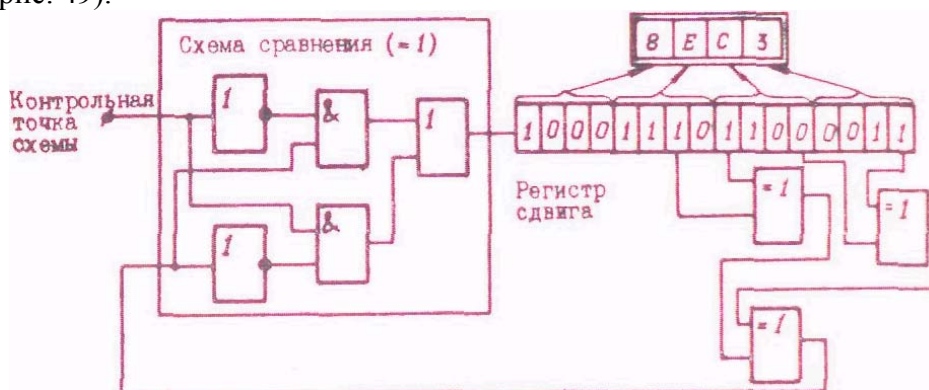 рис. 49).
Схема сравнения (=1)
8 E C 3
Контрольная
точка
схемы
1
&
1
1 0 0 0 1 1 1 0 1 1 0 0 0 0 1 1
Регистр
сдвига
=1
=1
1
&
=1